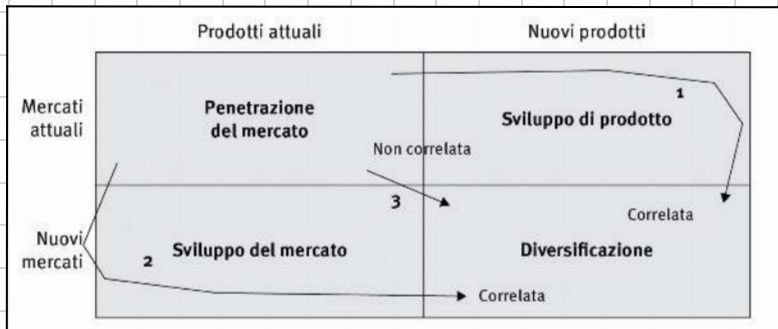 Prodotti attuali
Nuovi prodotti
Mercati
attuali
Penetrazione
del mercato
Sviluppo di prodotto
1
Non correlata
3
Correlata
Nuovi
mercati
2
Sviluppo del mercato
Diversificazione
Correlata